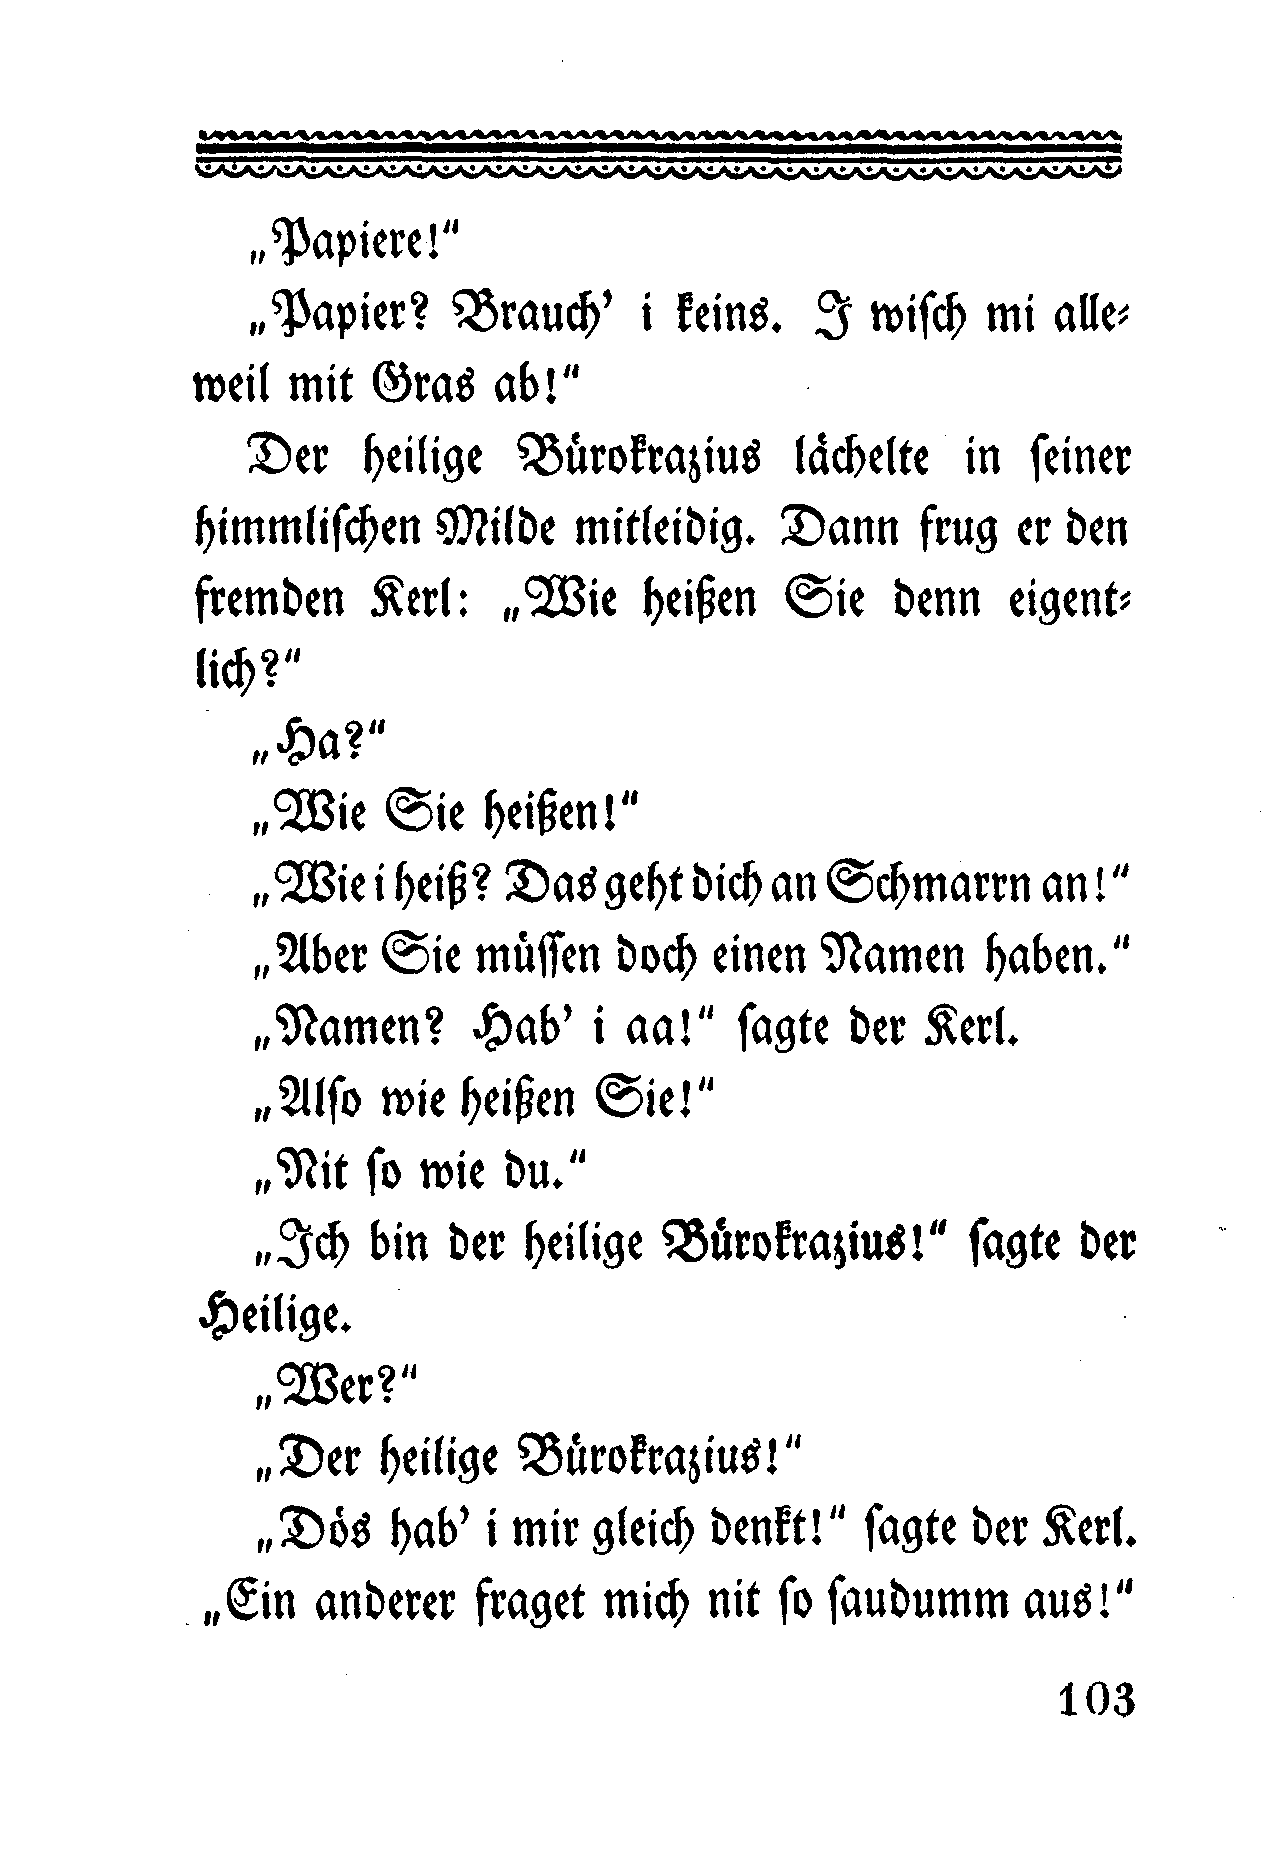 „Papiere!“
„Papier? Brauch’ i keins. I wiſch mi alle⸗
weil mit Gras ab!“
Der heilige Bürokrazius lächelte in ſeiner
himmliſchen Milde mitleidig. Dann frug er den
fremden Kerl: „Wie heißen Sie denn eigent⸗
lich?“
„Ha?“
„Wie Sie heißen!“
„Wie i heiß? Das geht dich an Schmarrn an!“
„Aber Sie müſſen doch einen Namen haben.“
„Namen? Hab’ i aa!“ ſagte der Kerl.
„Alſo wie heißen Sie!“
„Nit ſo wie du.“
„Ich bin der heilige Bürokrazius!“ ſagte der
Heilige.
„Wer?“
„Der heilige Bürokrazius!“
„Dös hab’ i mir gleich denkt!“ ſagte der Kerl.
„Ein anderer fraget mich nit ſo ſaudumm aus!“
103